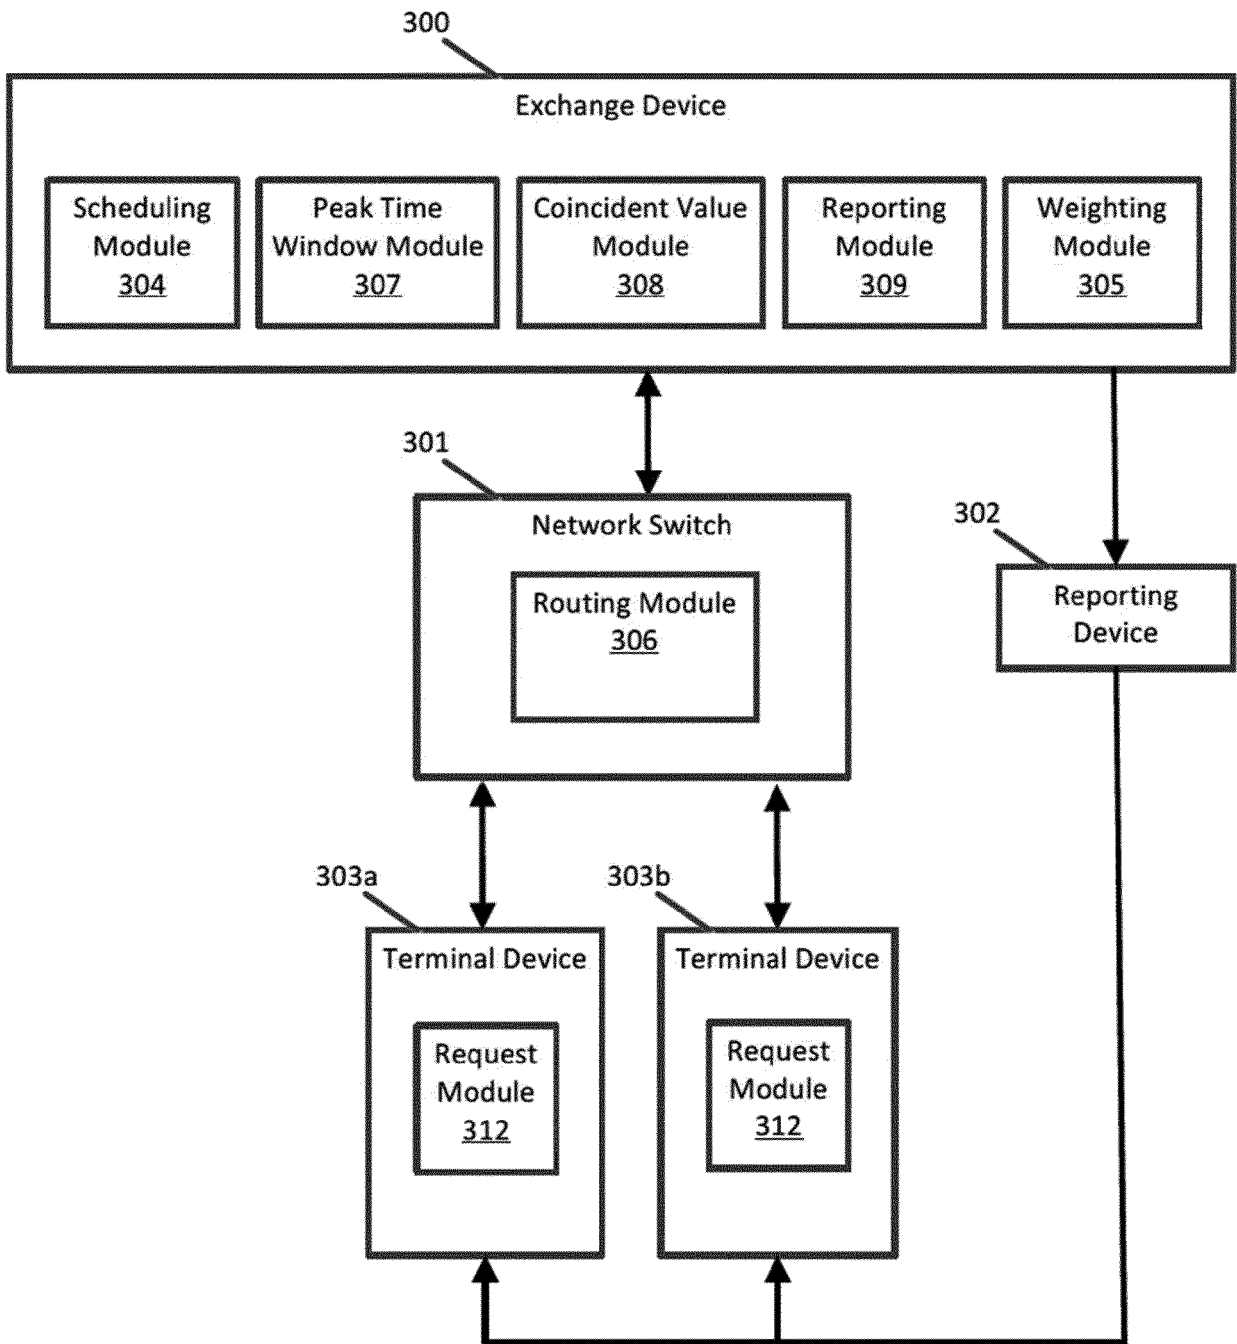 300
Exchange Device
Scheduling
Module
304
Peak Time
Window Module
307
Coincident Value
Module
308
Reporting
Module
309
Weighting
Module
305
301
Network Switch
Routing Module
306
302
Reporting
Device
303a
Terminal Device
Request
Module
312
303b
Terminal Device
Request
Module
312